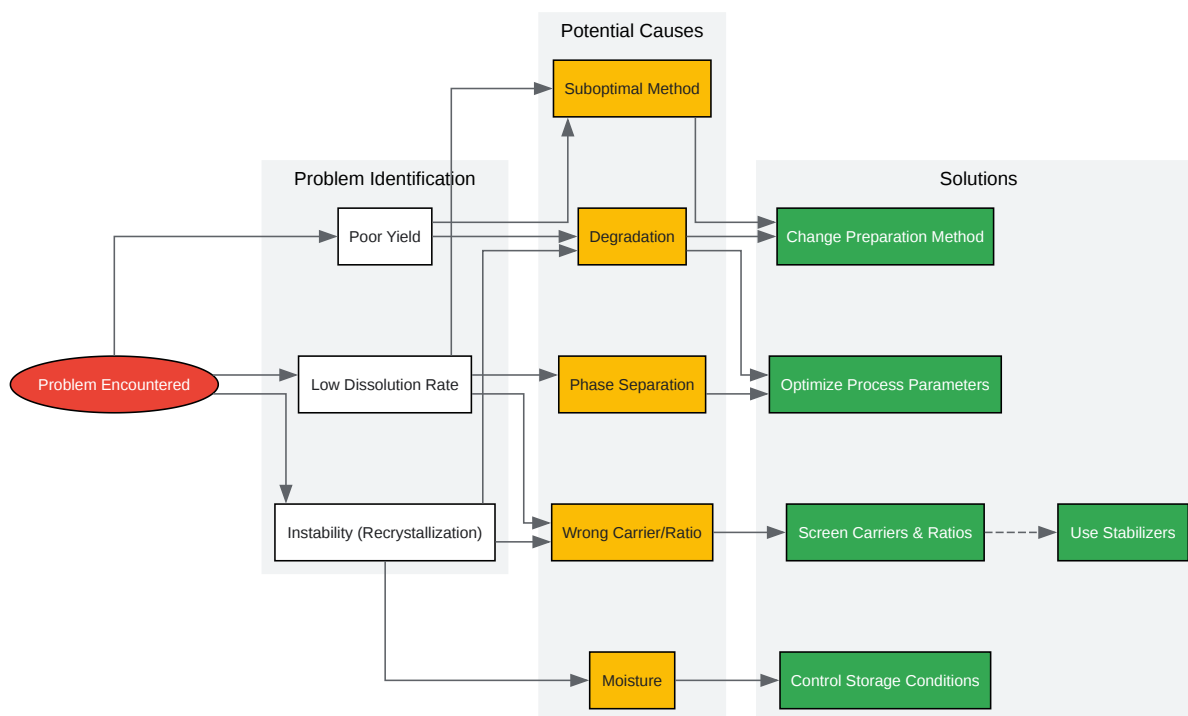 Potential Causes
Suboptimal Method
Problem Identification
Solutions
Poor Yield
Degradation
Change Preparation Method
Problem Encountered
Low Dissolution Rate
Phase Separation
Optimize Process Parameters
Instability (Recrystallization)
Wrong Carrier/Ratio
Screen Carriers & Ratios
Use Stabilizers
Moisture
Control Storage Conditions